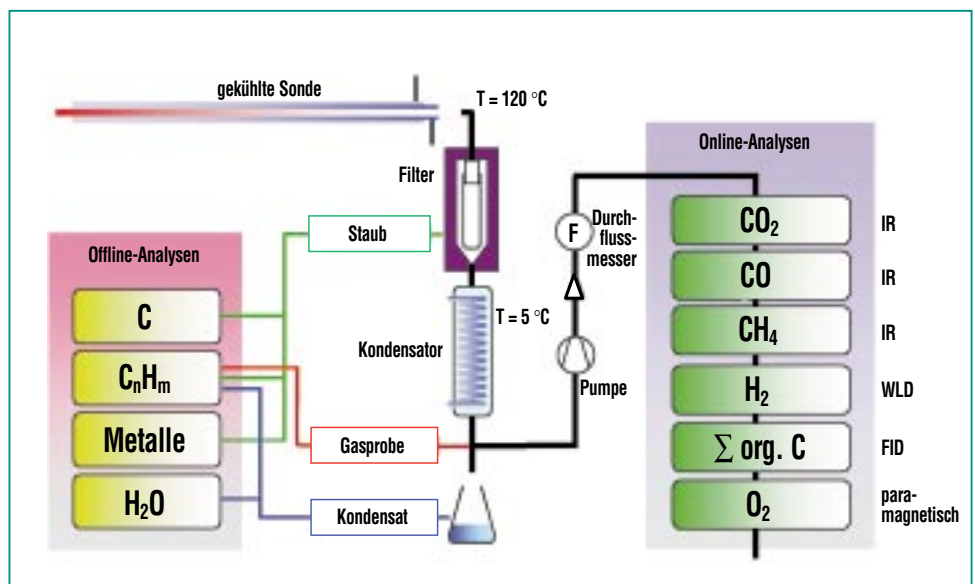 gekühlte Sonde
T = 120 °C
Filter
Staub
Offline-Analysen
C
CₙHₘ
Metalle
H₂O
T = 5 °C
Kondensator
Gasprobe
Kondensat
F
Durch-
fluss-
messer
Pumpe
Online-Analysen
CO₂
IR
CO
IR
CH₄
IR
H₂
WLD
∑ org. C
FID
O₂
para-
magnetisch